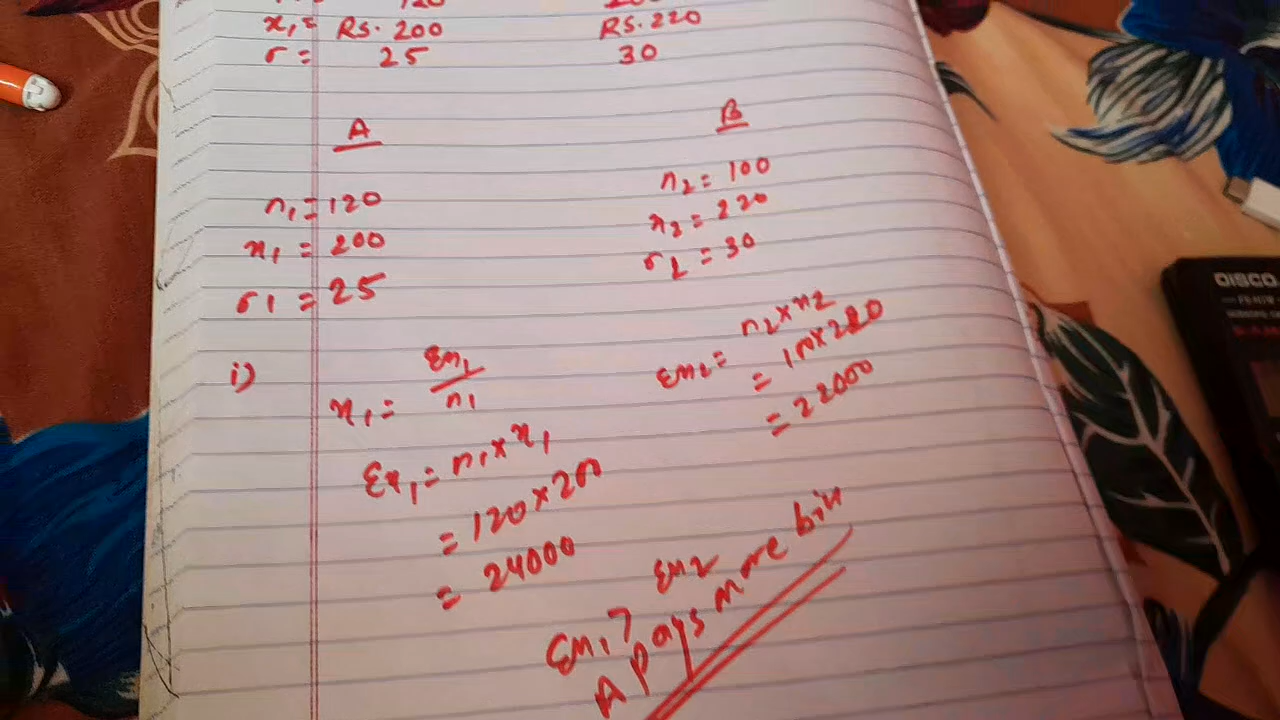 120
x₁ = Rs. 200 Rs. 220
σ = 25 30
A B
n₁ = 120 n₂ = 100
x₁ = 200 x₂ = 220
σ₁ = 25 σ₂ = 30
i) x₁ = Σx₁ / n₁
Σx₁ = n₁ × x₁
= 120 × 200
= 24000
Σx₂ = n₂ × x₂
= 100 × 220
= 22000
Σx₁ > Σx₂
A pays more bill
DISCO